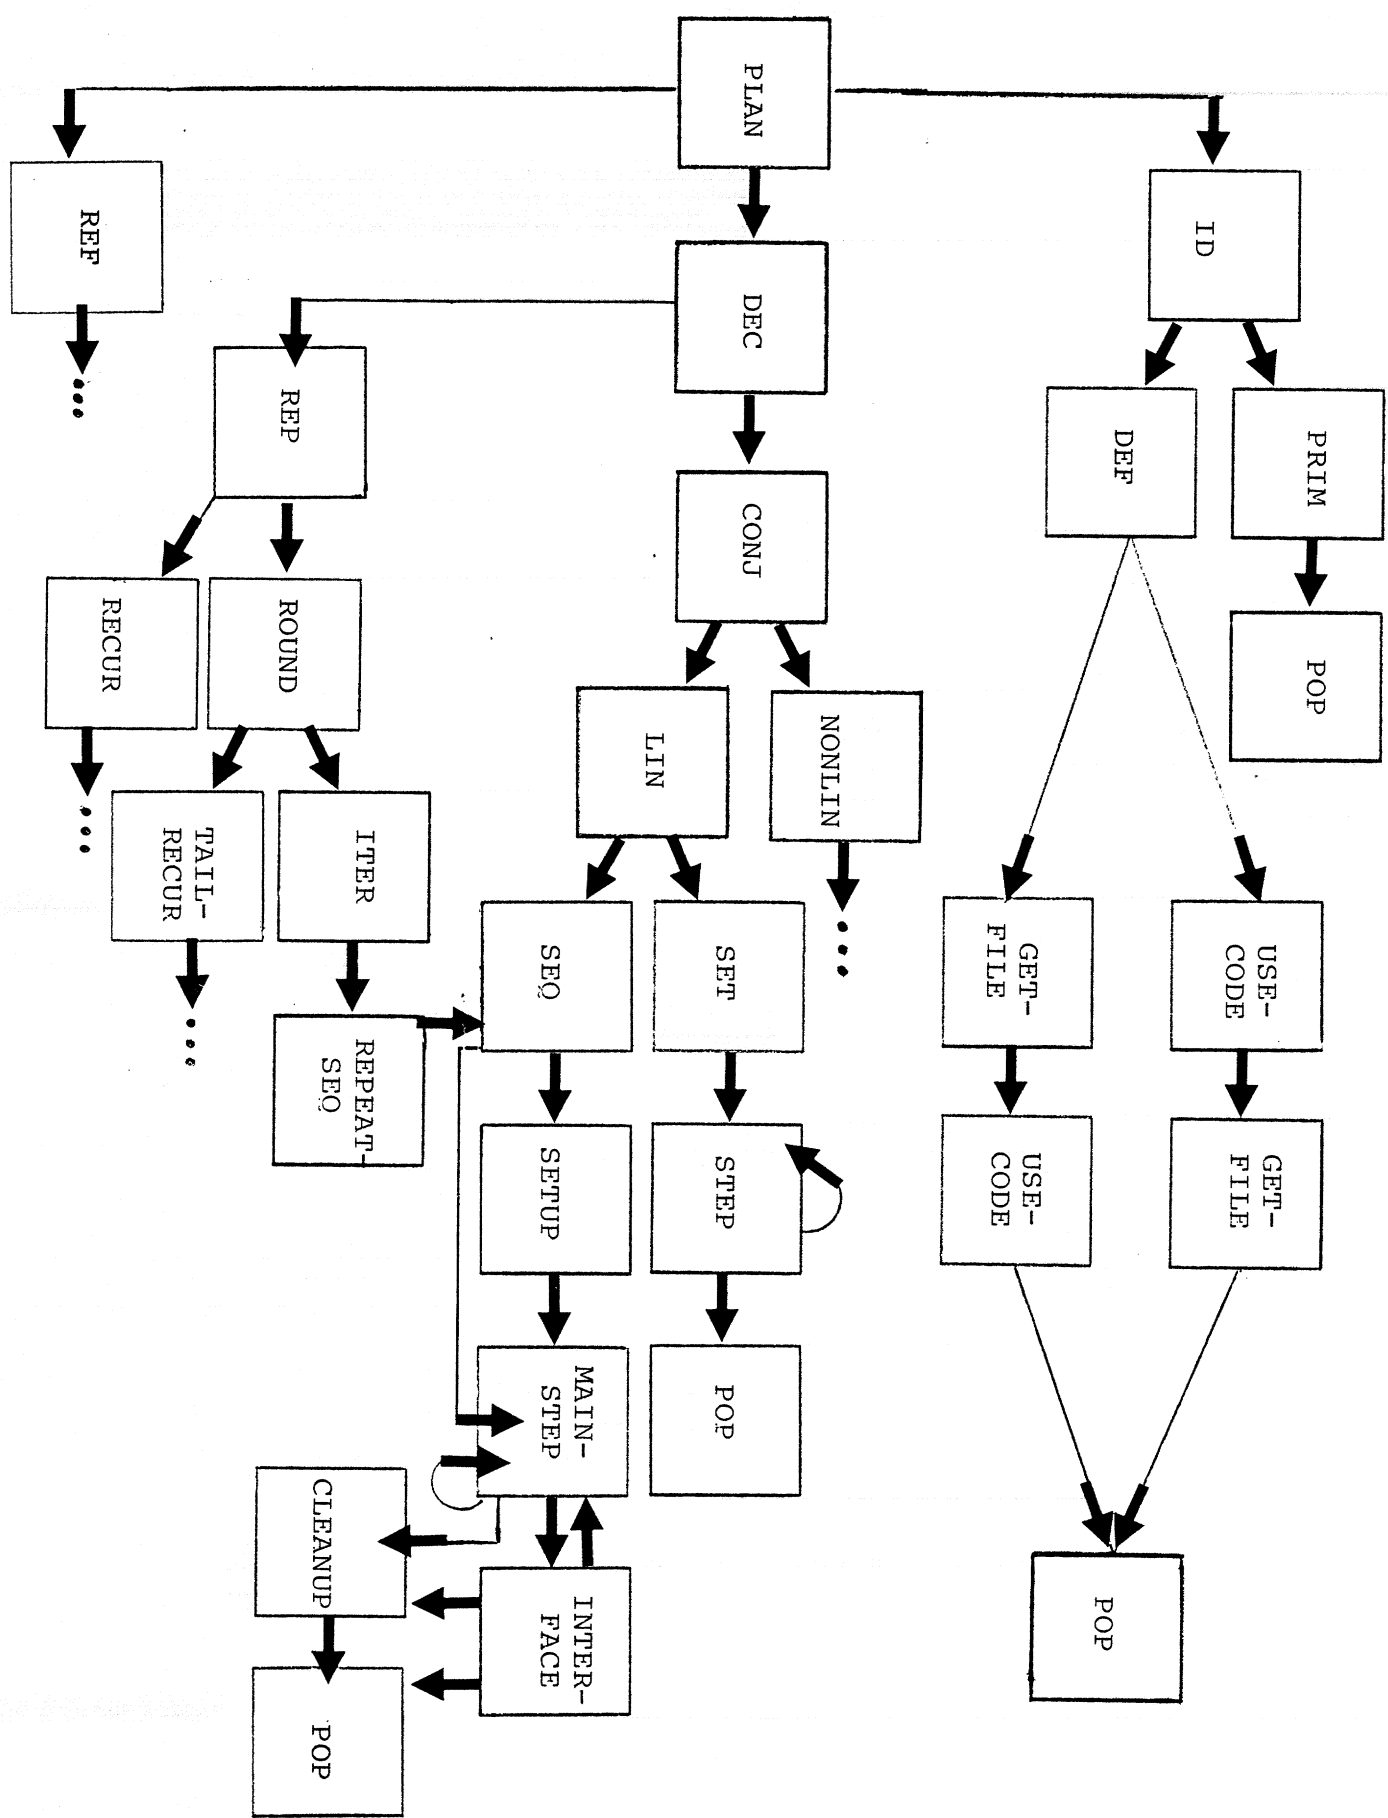 PLAN
ID
PRIM
POP
DEF
USE-
CODE
GET-
FILE
GET-
FILE
USE-
CODE
POP
DEC
CONJ
NONLIN
...
LIN
SET
STEP
POP
SEQ
SETUP
MAIN-
STEP
INTER-
FACE
CLEANUP
POP
REP
ROUND
ITER
REPEAT-
SEQ
TAIL-
RECUR
...
RECUR
...
REF
...